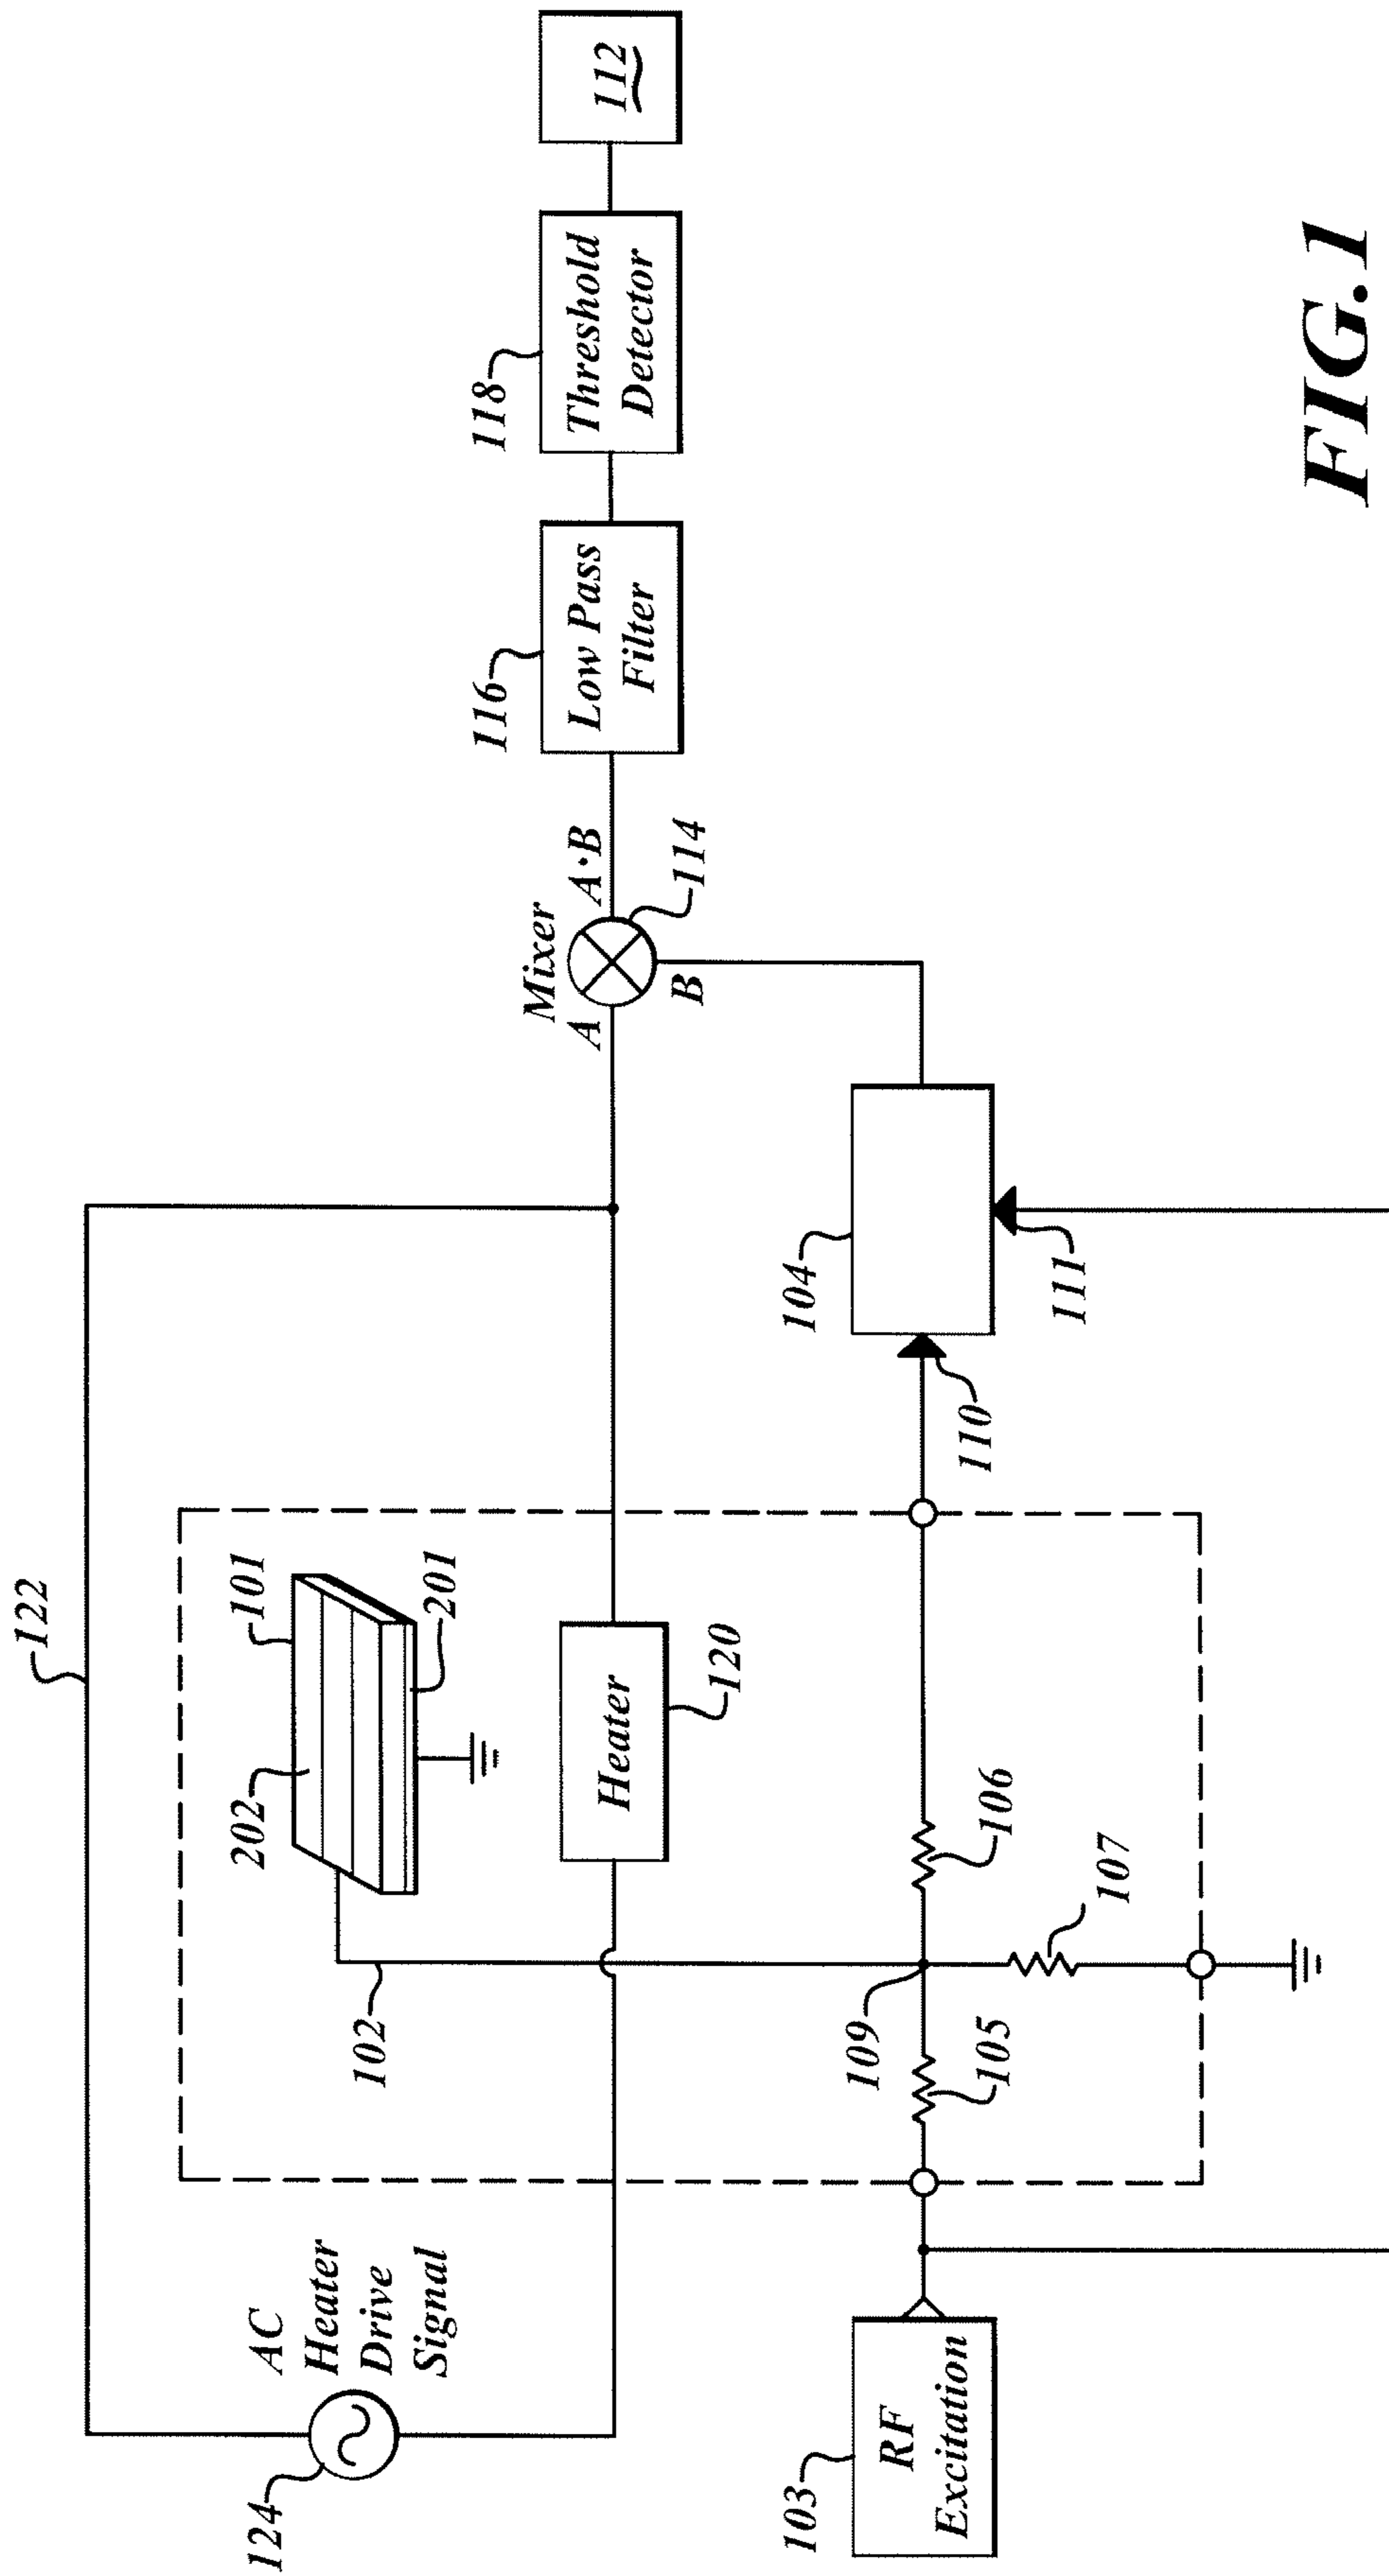 122
124
AC
Heater
Drive
Signal
101
202
201
102
Heater
120
Mixer
A
B
A·B
114
116
Low Pass
Filter
118
Threshold
Detector
112
103
RF
Excitation
109
105
106
107
110
104
111
FIG.1